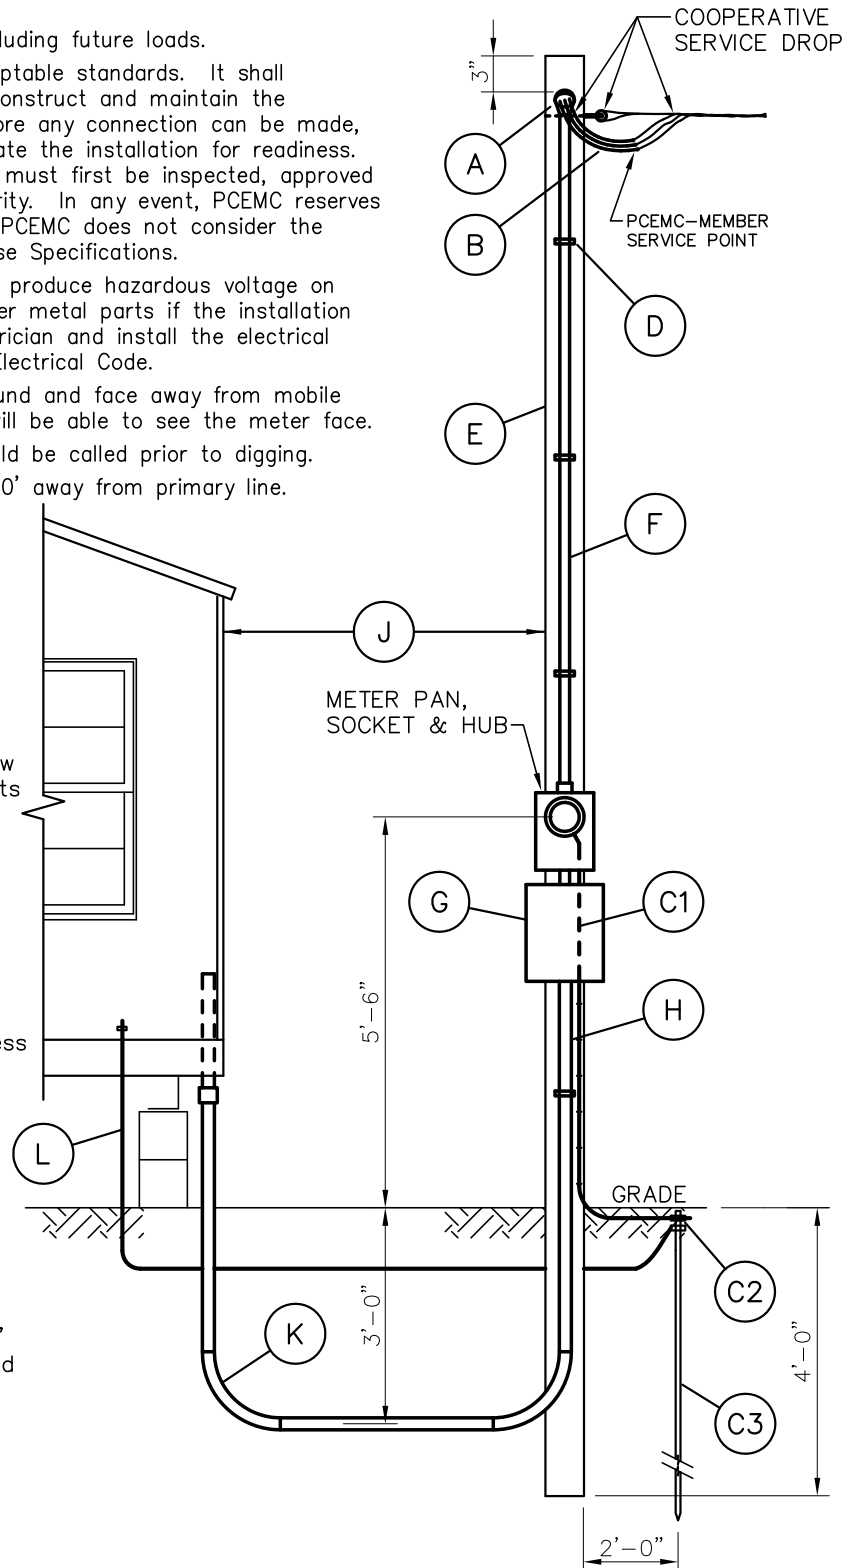 luding future loads.
ptable standards. It shall
onstruct and maintain the
ore any connection can be made,
ate the installation for readiness.
must first be inspected, approved
rity. In any event, PCEMC reserves
PCEMC does not consider the
se Specifications.
produce hazardous voltage on
er metal parts if the installation
rician and install the electrical
Electrical Code.
und and face away from mobile
will be able to see the meter face.
ld be called prior to digging.
0' away from primary line.
COOPERATIVE
SERVICE DROP
3"
A
B
PCEMC-MEMBER
SERVICE POINT
D
E
F
J
METER PAN,
SOCKET & HUB
w
ts
G
C1
5'-6"
H
ess
L
GRADE
C2
3'-0"
K
4'-0"
,
d
C3
2'-0"